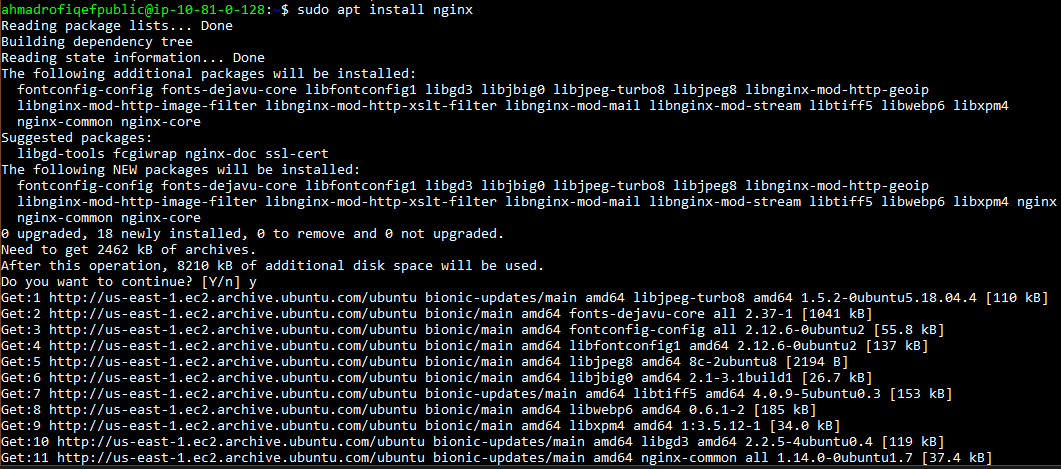 ahmadrofiqefpublic@ip-10-81-0-128:~$ sudo apt install nginx
Reading package lists... Done
Building dependency tree
Reading state information... Done
The following additional packages will be installed:
  fontconfig-config fonts-dejavu-core libfontconfig1 libgd3 libjbig0 libjpeg-turbo8 libjpeg8 libnginx-mod-http-geoip
  libnginx-mod-http-image-filter libnginx-mod-http-xslt-filter libnginx-mod-mail libnginx-mod-stream libtiff5 libwebp6 libxpm4
  nginx-common nginx-core
Suggested packages:
  libgd-tools fcgiwrap nginx-doc ssl-cert
The following NEW packages will be installed:
  fontconfig-config fonts-dejavu-core libfontconfig1 libgd3 libjbig0 libjpeg-turbo8 libjpeg8 libnginx-mod-http-geoip
  libnginx-mod-http-image-filter libnginx-mod-http-xslt-filter libnginx-mod-mail libnginx-mod-stream libtiff5 libwebp6 libxpm4 nginx
  nginx-common nginx-core
0 upgraded, 18 newly installed, 0 to remove and 0 not upgraded.
Need to get 2462 kB of archives.
After this operation, 8210 kB of additional disk space will be used.
Do you want to continue? [Y/n] y
Get:1 http://us-east-1.ec2.archive.ubuntu.com/ubuntu bionic-updates/main amd64 libjpeg-turbo8 amd64 1.5.2-0ubuntu5.18.04.4 [110 kB]
Get:2 http://us-east-1.ec2.archive.ubuntu.com/ubuntu bionic/main amd64 fonts-dejavu-core all 2.37-1 [1041 kB]
Get:3 http://us-east-1.ec2.archive.ubuntu.com/ubuntu bionic/main amd64 fontconfig-config all 2.12.6-0ubuntu2 [55.8 kB]
Get:4 http://us-east-1.ec2.archive.ubuntu.com/ubuntu bionic/main amd64 libfontconfig1 amd64 2.12.6-0ubuntu2 [137 kB]
Get:5 http://us-east-1.ec2.archive.ubuntu.com/ubuntu bionic/main amd64 libjpeg8 amd64 8c-2ubuntu8 [2194 B]
Get:6 http://us-east-1.ec2.archive.ubuntu.com/ubuntu bionic/main amd64 libjbig0 amd64 2.1-3.1build1 [26.7 kB]
Get:7 http://us-east-1.ec2.archive.ubuntu.com/ubuntu bionic-updates/main amd64 libtiff5 amd64 4.0.9-5ubuntu0.3 [153 kB]
Get:8 http://us-east-1.ec2.archive.ubuntu.com/ubuntu bionic/main amd64 libwebp6 amd64 0.6.1-2 [185 kB]
Get:9 http://us-east-1.ec2.archive.ubuntu.com/ubuntu bionic/main amd64 libxpm4 amd64 1:3.5.12-1 [34.0 kB]
Get:10 http://us-east-1.ec2.archive.ubuntu.com/ubuntu bionic-updates/main amd64 libgd3 amd64 2.2.5-4ubuntu0.4 [119 kB]
Get:11 http://us-east-1.ec2.archive.ubuntu.com/ubuntu bionic-updates/main amd64 nginx-common all 1.14.0-0ubuntu1.7 [37.4 kB]